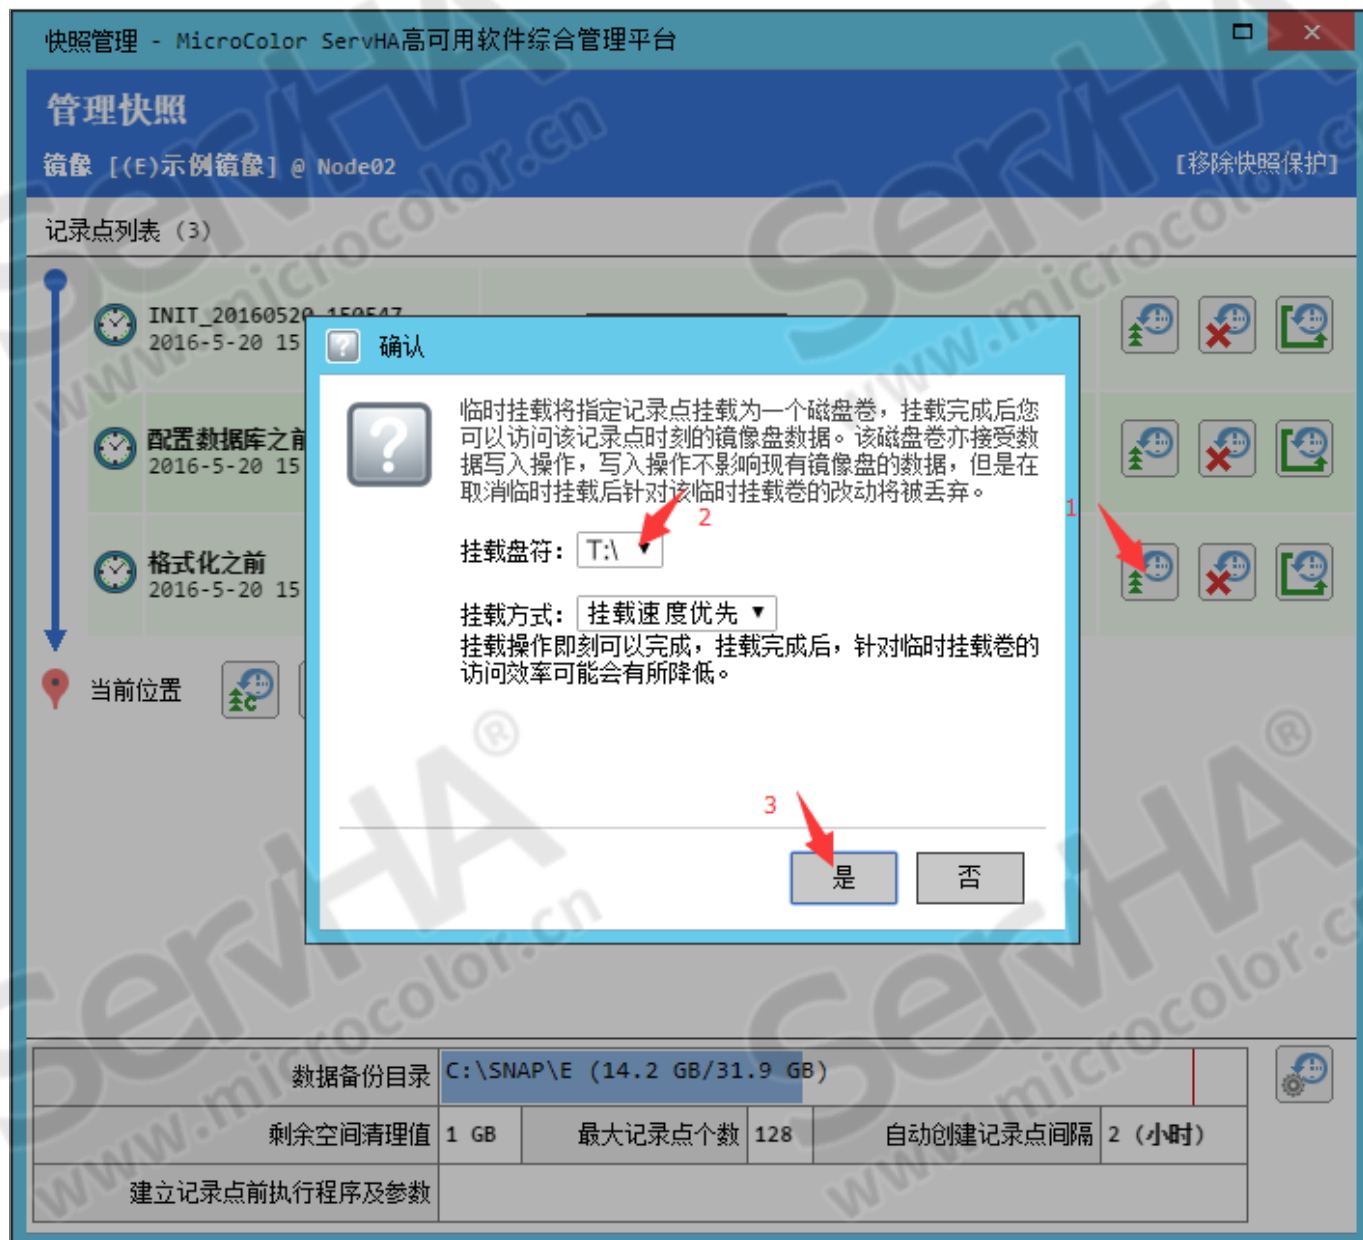 快照管理 - MicroColor ServHA高可用软件综合管理平台
管理快照
镜像 [(E)示例镜像] @ Node02
[移除快照保护]
记录点列表 (3)
INIT_20160520_150547
2016-5-20 15
配置数据库之前
2016-5-20 15
格式化之前
2016-5-20 15
当前位置
确认
临时挂载将指定记录点挂载为一个磁盘卷，挂载完成后您
可以访问该记录点时刻的镜像盘数据。该磁盘卷亦接受数
据写入操作，写入操作不影响现有镜像盘的数据，但是在
取消临时挂载后针对该临时挂载卷的改动将被丢弃。
1
2
挂载盘符： T:\
挂载方式： 挂载速度优先
挂载操作即刻可以完成，挂载完成后，针对临时挂载卷的
访问效率可能会有所降低。
3
是
否
数据备份目录 C:\SNAP\E (14.2 GB/31.9 GB)
剩余空间清理值 1 GB 最大记录点个数 128 自动创建记录点间隔 2 (小时)
建立记录点前执行程序及参数
ServHA®
www.microcolor.cn